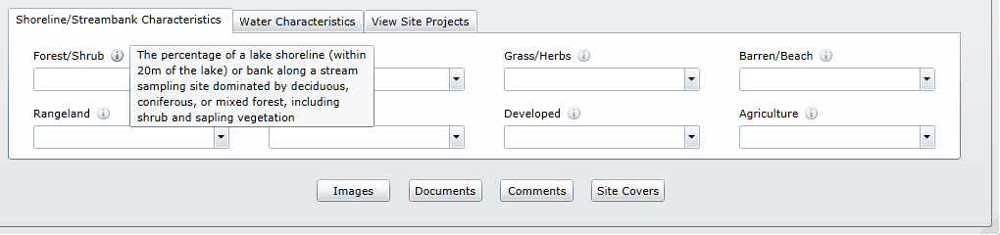 Shoreline/Streambank Characteristics Water Characteristics View Site Projects
Forest/Shrub
The percentage of a lake shoreline (within
20m of the lake) or bank along a stream
sampling site dominated by deciduous,
coniferous, or mixed forest, including
shrub and sapling vegetation
Grass/Herbs
Barren/Beach
Rangeland
Developed
Agriculture
Images Documents Comments Site Covers